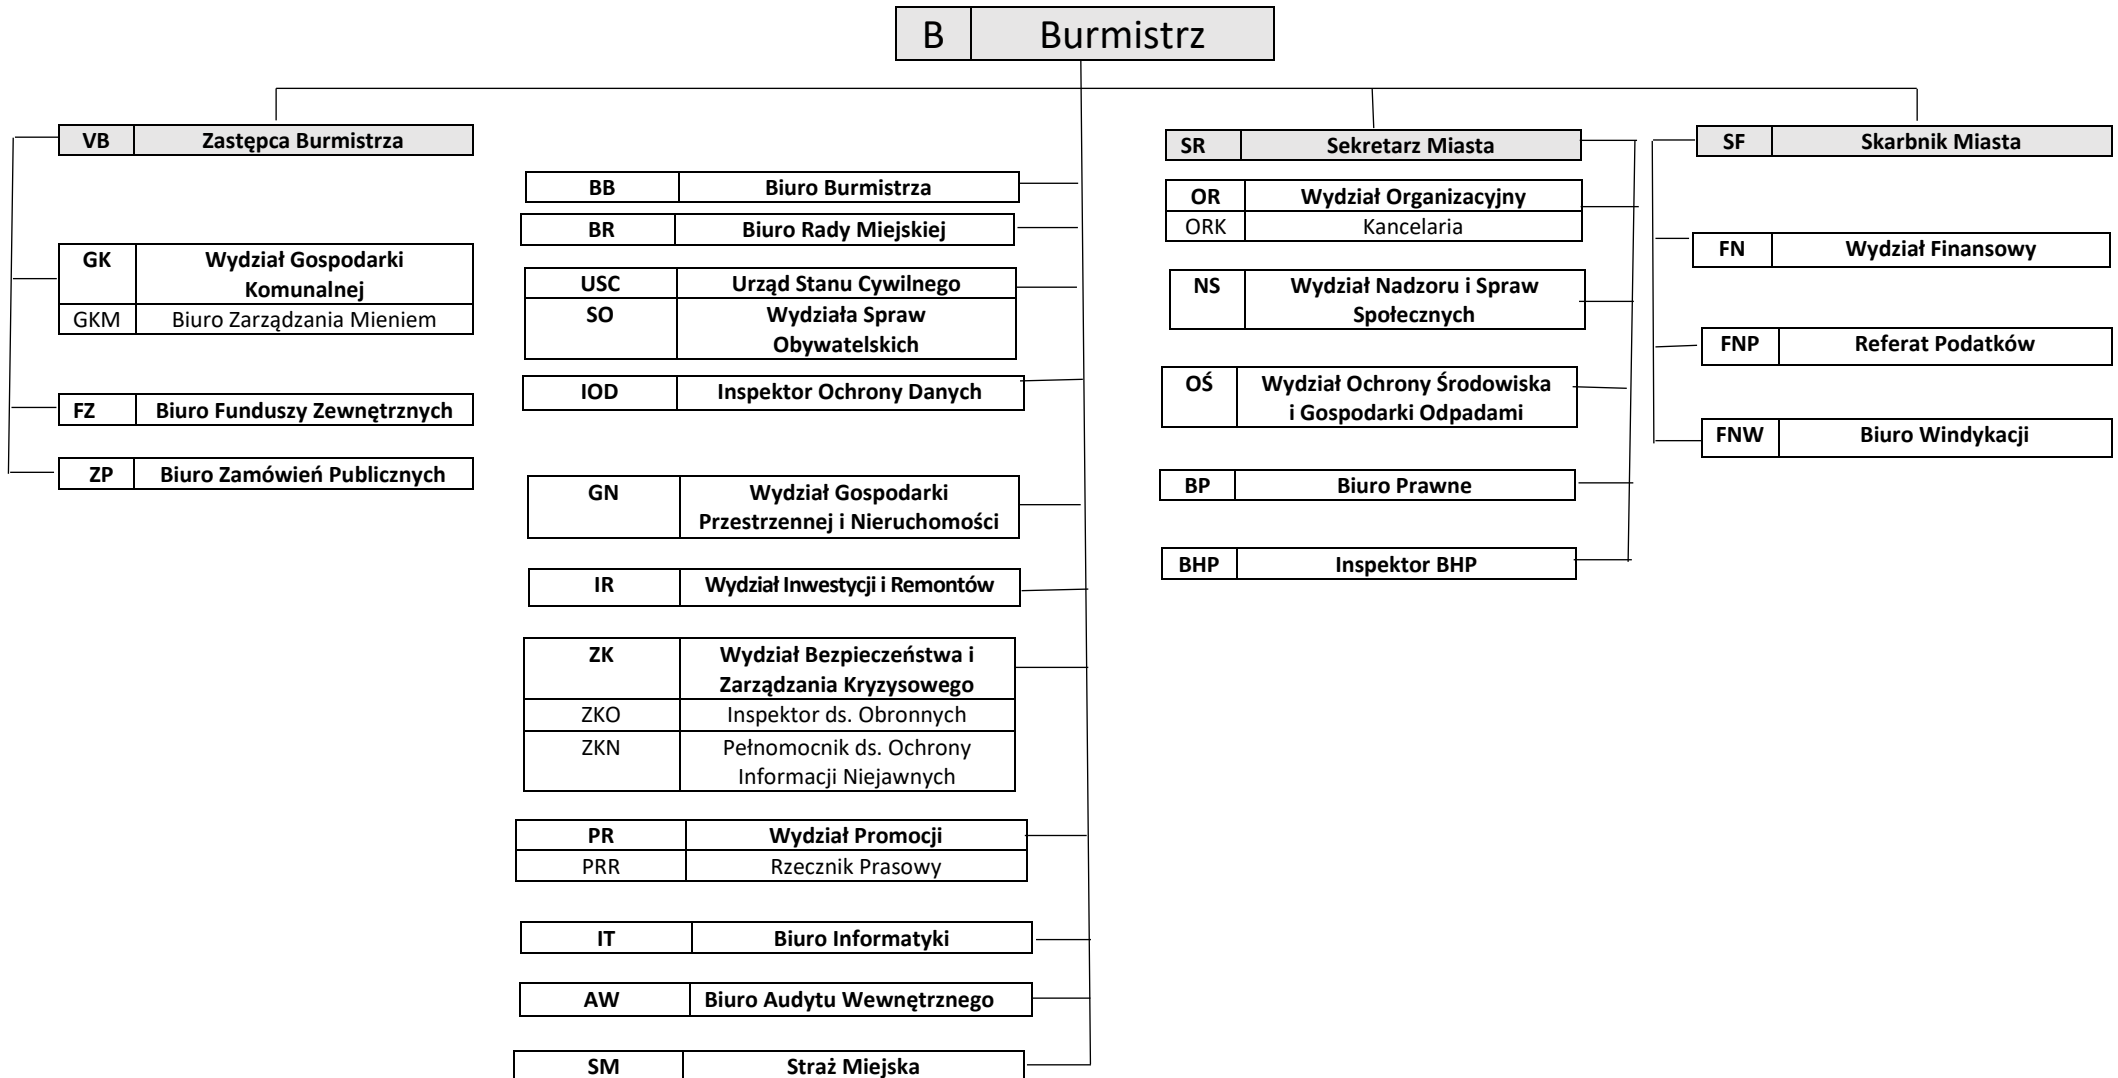 B Burmistrz
VB Zastępca Burmistrza
GK Wydział Gospodarki
Komunalnej
GKM Biuro Zarządzania Mieniem
FZ Biuro Funduszy Zewnętrznych
ZP Biuro Zamówień Publicznych
BB Biuro Burmistrza
BR Biuro Rady Miejskiej
USC Urząd Stanu Cywilnego
SO Wydziała Spraw
Obywatelskich
IOD Inspektor Ochrony Danych
GN Wydział Gospodarki
Przestrzennej i Nieruchomości
IR Wydział Inwestycji i Remontów
ZK Wydział Bezpieczeństwa i
Zarządzania Kryzysowego
ZKO Inspektor ds. Obronnych
ZKN Pełnomocnik ds. Ochrony
Informacji Niejawnych
PR Wydział Promocji
PRR Rzecznik Prasowy
IT Biuro Informatyki
AW Biuro Audytu Wewnętrznego
SM Straż Miejska
SR Sekretarz Miasta
OR Wydział Organizacyjny
ORK Kancelaria
NS Wydział Nadzoru i Spraw
Społecznych
OŚ Wydział Ochrony Środowiska
i Gospodarki Odpadami
BP Biuro Prawne
BHP Inspektor BHP
SF Skarbnik Miasta
FN Wydział Finansowy
FNP Referat Podatków
FNW Biuro Windykacji